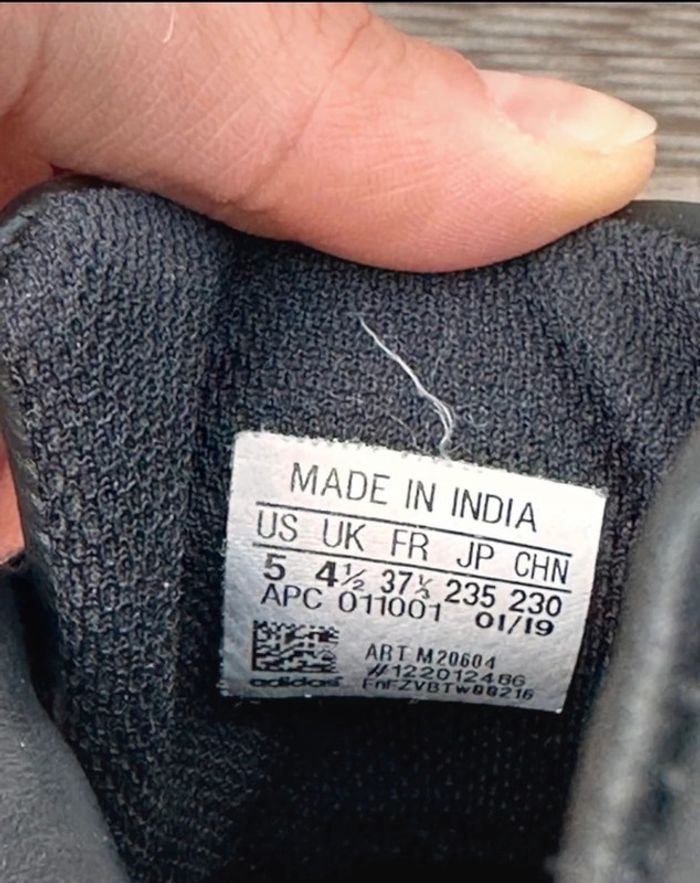 MADE IN INDIA
US UK FR JP CHN
5 4½ 37⅓ 235 230
APC 011001 01/19
ART M20604
#122012486
adidas